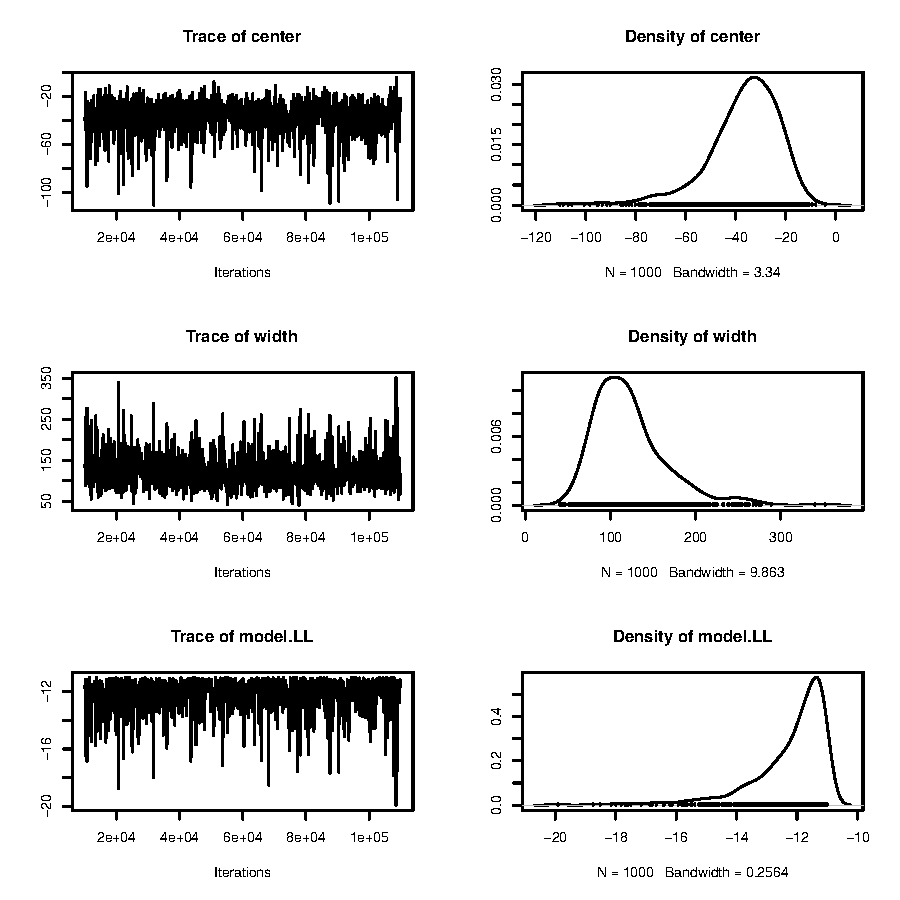 Trace of center
Density of center
-20
-60
-100
2e+04 4e+04 6e+04 8e+04 1e+05
Iterations
0.030
0.015
0.000
-120 -100 -80 -60 -40 -20 0
N = 1000 Bandwidth = 3.34
Trace of width
Density of width
350
250
150
50
2e+04 4e+04 6e+04 8e+04 1e+05
Iterations
0.006
0.000
0 100 200 300
N = 1000 Bandwidth = 9.863
Trace of model.LL
Density of model.LL
-12
-16
-20
2e+04 4e+04 6e+04 8e+04 1e+05
Iterations
0.4
0.2
0.0
-20 -18 -16 -14 -12 -10
N = 1000 Bandwidth = 0.2564